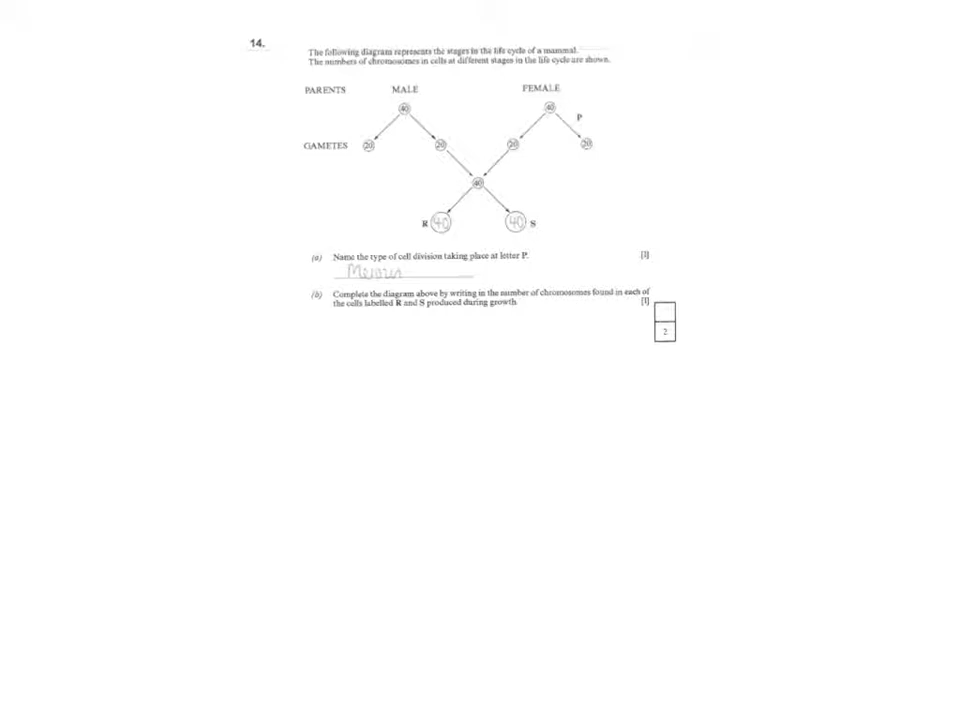 14.
The following diagram represents the stages in the life cycle of a mammal.
The numbers of chromosomes in cells at different stages in the life cycle are shown.
PARENTS MALE FEMALE
40 40 P
GAMETES 20 20 20 20
40
R 40 40 S
(a) Name the type of cell division taking place at letter P. [1]
Meiosis
(b) Complete the diagram above by writing in the number of chromosomes found in each of
the cells labelled R and S produced during growth [1]
2